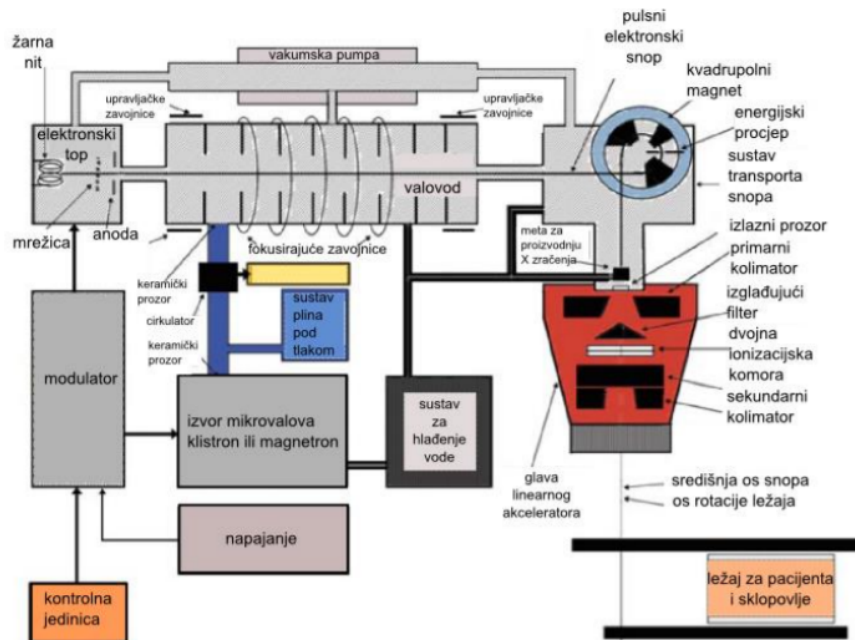 žarna
nit
vakumska pumpa
pulsni
elektronski
snop
kvadrupolni
magnet
energijski
procjep
sustav
transporta
snopa
upravljačke
zavojnice
upravljačke
zavojnice
elektronski
top
valovod
mrežica
anoda
fokusirajuće zavojnice
keramički
prozor
cirkulator
keramički
prozor
sustav
plina
pod
tlakom
meta za
proizvodnju
X zračenja
izlazni prozor
primarni
kolimator
izglađujući
filter
dvojna
ionizacijska
komora
sekundarni
kolimator
modulator
izvor mikrovalova
klistron ili magnetron
sustav
za
hlađenje
vode
glava
linearnog
akceleratora
središnja os snopa
os rotacije ležaja
napajanje
kontrolna
jedinica
ležaj za pacijenta
i sklopovlje